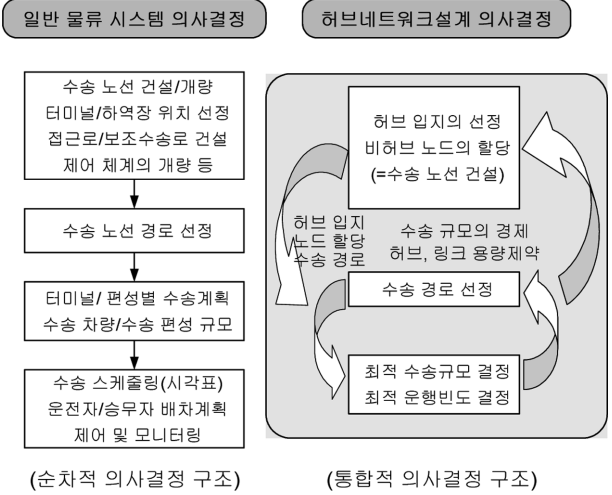 일반 물류 시스템 의사결정
수송 노선 건설/개량
터미널/하역장 위치 선정
접근로/보조수송로 건설
제어 체계의 개량 등
수송 노선 경로 선정
터미널/ 편성별 수송계획
수송 차량/수송 편성 규모
수송 스케줄링(시각표)
운전자/승무자 배차계획
제어 및 모니터링
(순차적 의사결정 구조)
허브네트워크설계 의사결정
허브 입지의 선정
비허브 노드의 할당
(=수송 노선 건설)
허브 입지
노드 할당
수송 경로
수송 규모의 경제
허브, 링크 용량제약
수송 경로 선정
최적 수송규모 결정
최적 운행빈도 결정
(통합적 의사결정 구조)